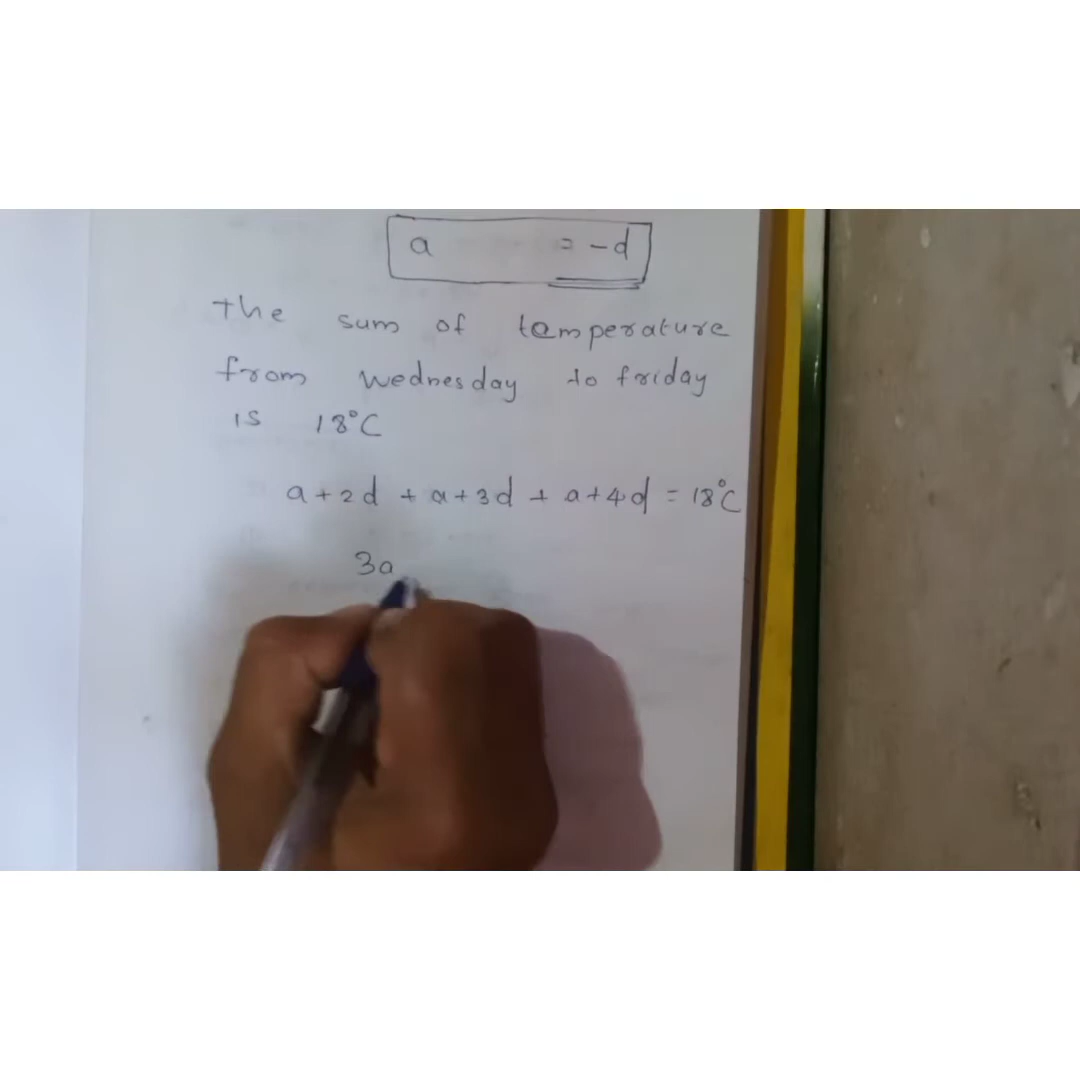 a = -d
the sum of temperature
from wednesday to friday
is 18°C
a+2d + a+3d + a+4d = 18°C
3a